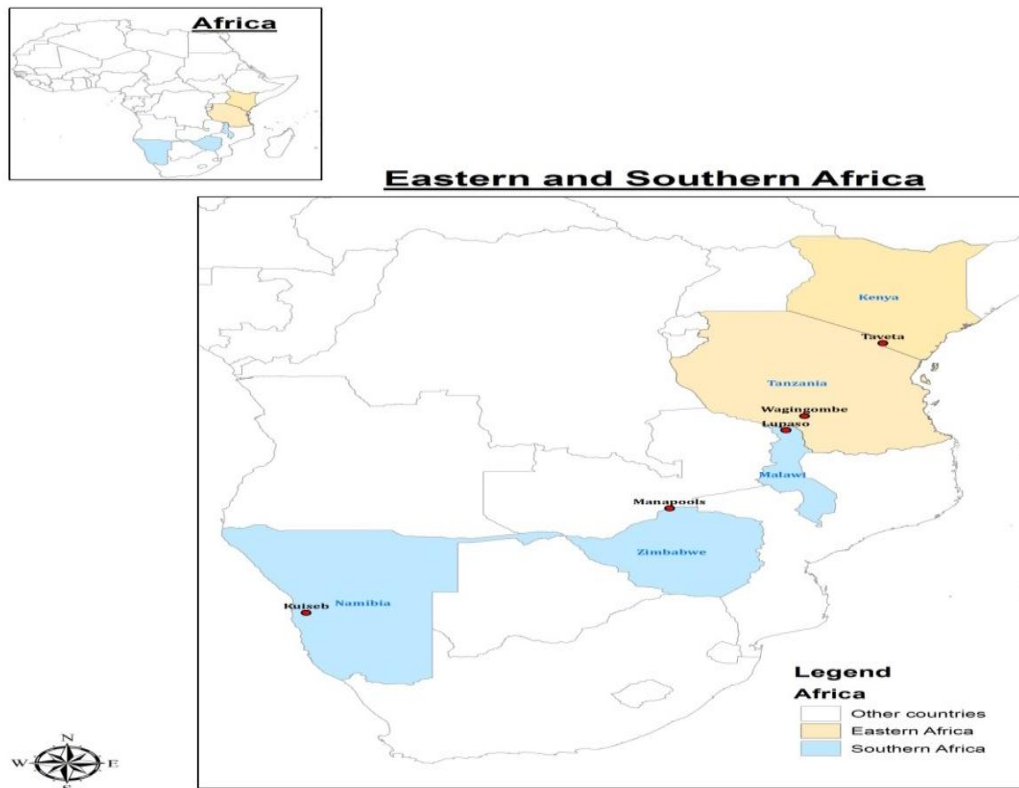 Africa
Eastern and Southern Africa
Kenya
Taveta
Tanzania
Wagingombe
Lupaso
Malawi
Manapools
Zimbabwe
Kuiseb
Namibia
Legend
Africa
Other countries
Eastern Africa
Southern Africa
N
W E
S